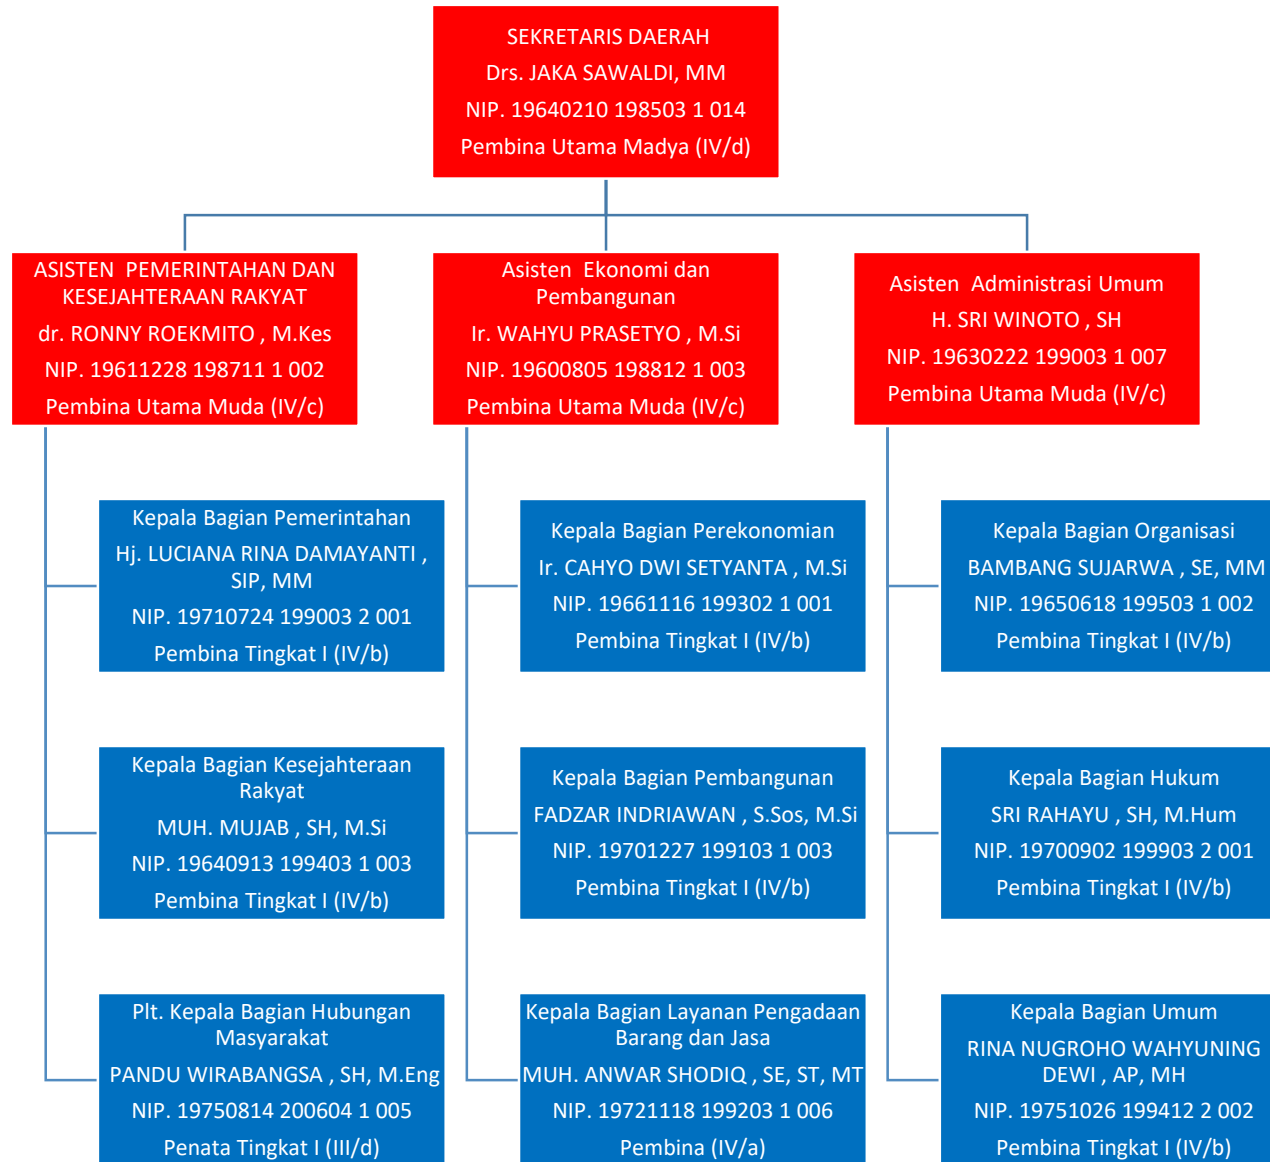 SEKRETARIS DAERAH
Drs. JAKA SAWALDI, MM
NIP. 19640210 198503 1 014
Pembina Utama Madya (IV/d)
ASISTEN PEMERINTAHAN DAN
KESEJAHTERAAN RAKYAT
dr. RONNY ROEKMITO , M.Kes
NIP. 19611228 198711 1 002
Pembina Utama Muda (IV/c)
Asisten Ekonomi dan
Pembangunan
Ir. WAHYU PRASETYO , M.Si
NIP. 19600805 198812 1 003
Pembina Utama Muda (IV/c)
Asisten Administrasi Umum
H. SRI WINOTO , SH
NIP. 19630222 199003 1 007
Pembina Utama Muda (IV/c)
Kepala Bagian Pemerintahan
Hj. LUCIANA RINA DAMAYANTI ,
SIP, MM
NIP. 19710724 199003 2 001
Pembina Tingkat I (IV/b)
Kepala Bagian Perekonomian
Ir. CAHYO DWI SETYANTA , M.Si
NIP. 19661116 199302 1 001
Pembina Tingkat I (IV/b)
Kepala Bagian Organisasi
BAMBANG SUJARWA , SE, MM
NIP. 19650618 199503 1 002
Pembina Tingkat I (IV/b)
Kepala Bagian Kesejahteraan
Rakyat
MUH. MUJAB , SH, M.Si
NIP. 19640913 199403 1 003
Pembina Tingkat I (IV/b)
Kepala Bagian Pembangunan
FADZAR INDRIAWAN , S.Sos, M.Si
NIP. 19701227 199103 1 003
Pembina Tingkat I (IV/b)
Kepala Bagian Hukum
SRI RAHAYU , SH, M.Hum
NIP. 19700902 199903 2 001
Pembina Tingkat I (IV/b)
Plt. Kepala Bagian Hubungan
Masyarakat
PANDU WIRABANGSA , SH, M.Eng
NIP. 19750814 200604 1 005
Penata Tingkat I (III/d)
Kepala Bagian Layanan Pengadaan
Barang dan Jasa
MUH. ANWAR SHODIQ , SE, ST, MT
NIP. 19721118 199203 1 006
Pembina (IV/a)
Kepala Bagian Umum
RINA NUGROHO WAHYUNING
DEWI , AP, MH
NIP. 19751026 199412 2 002
Pembina Tingkat I (IV/b)